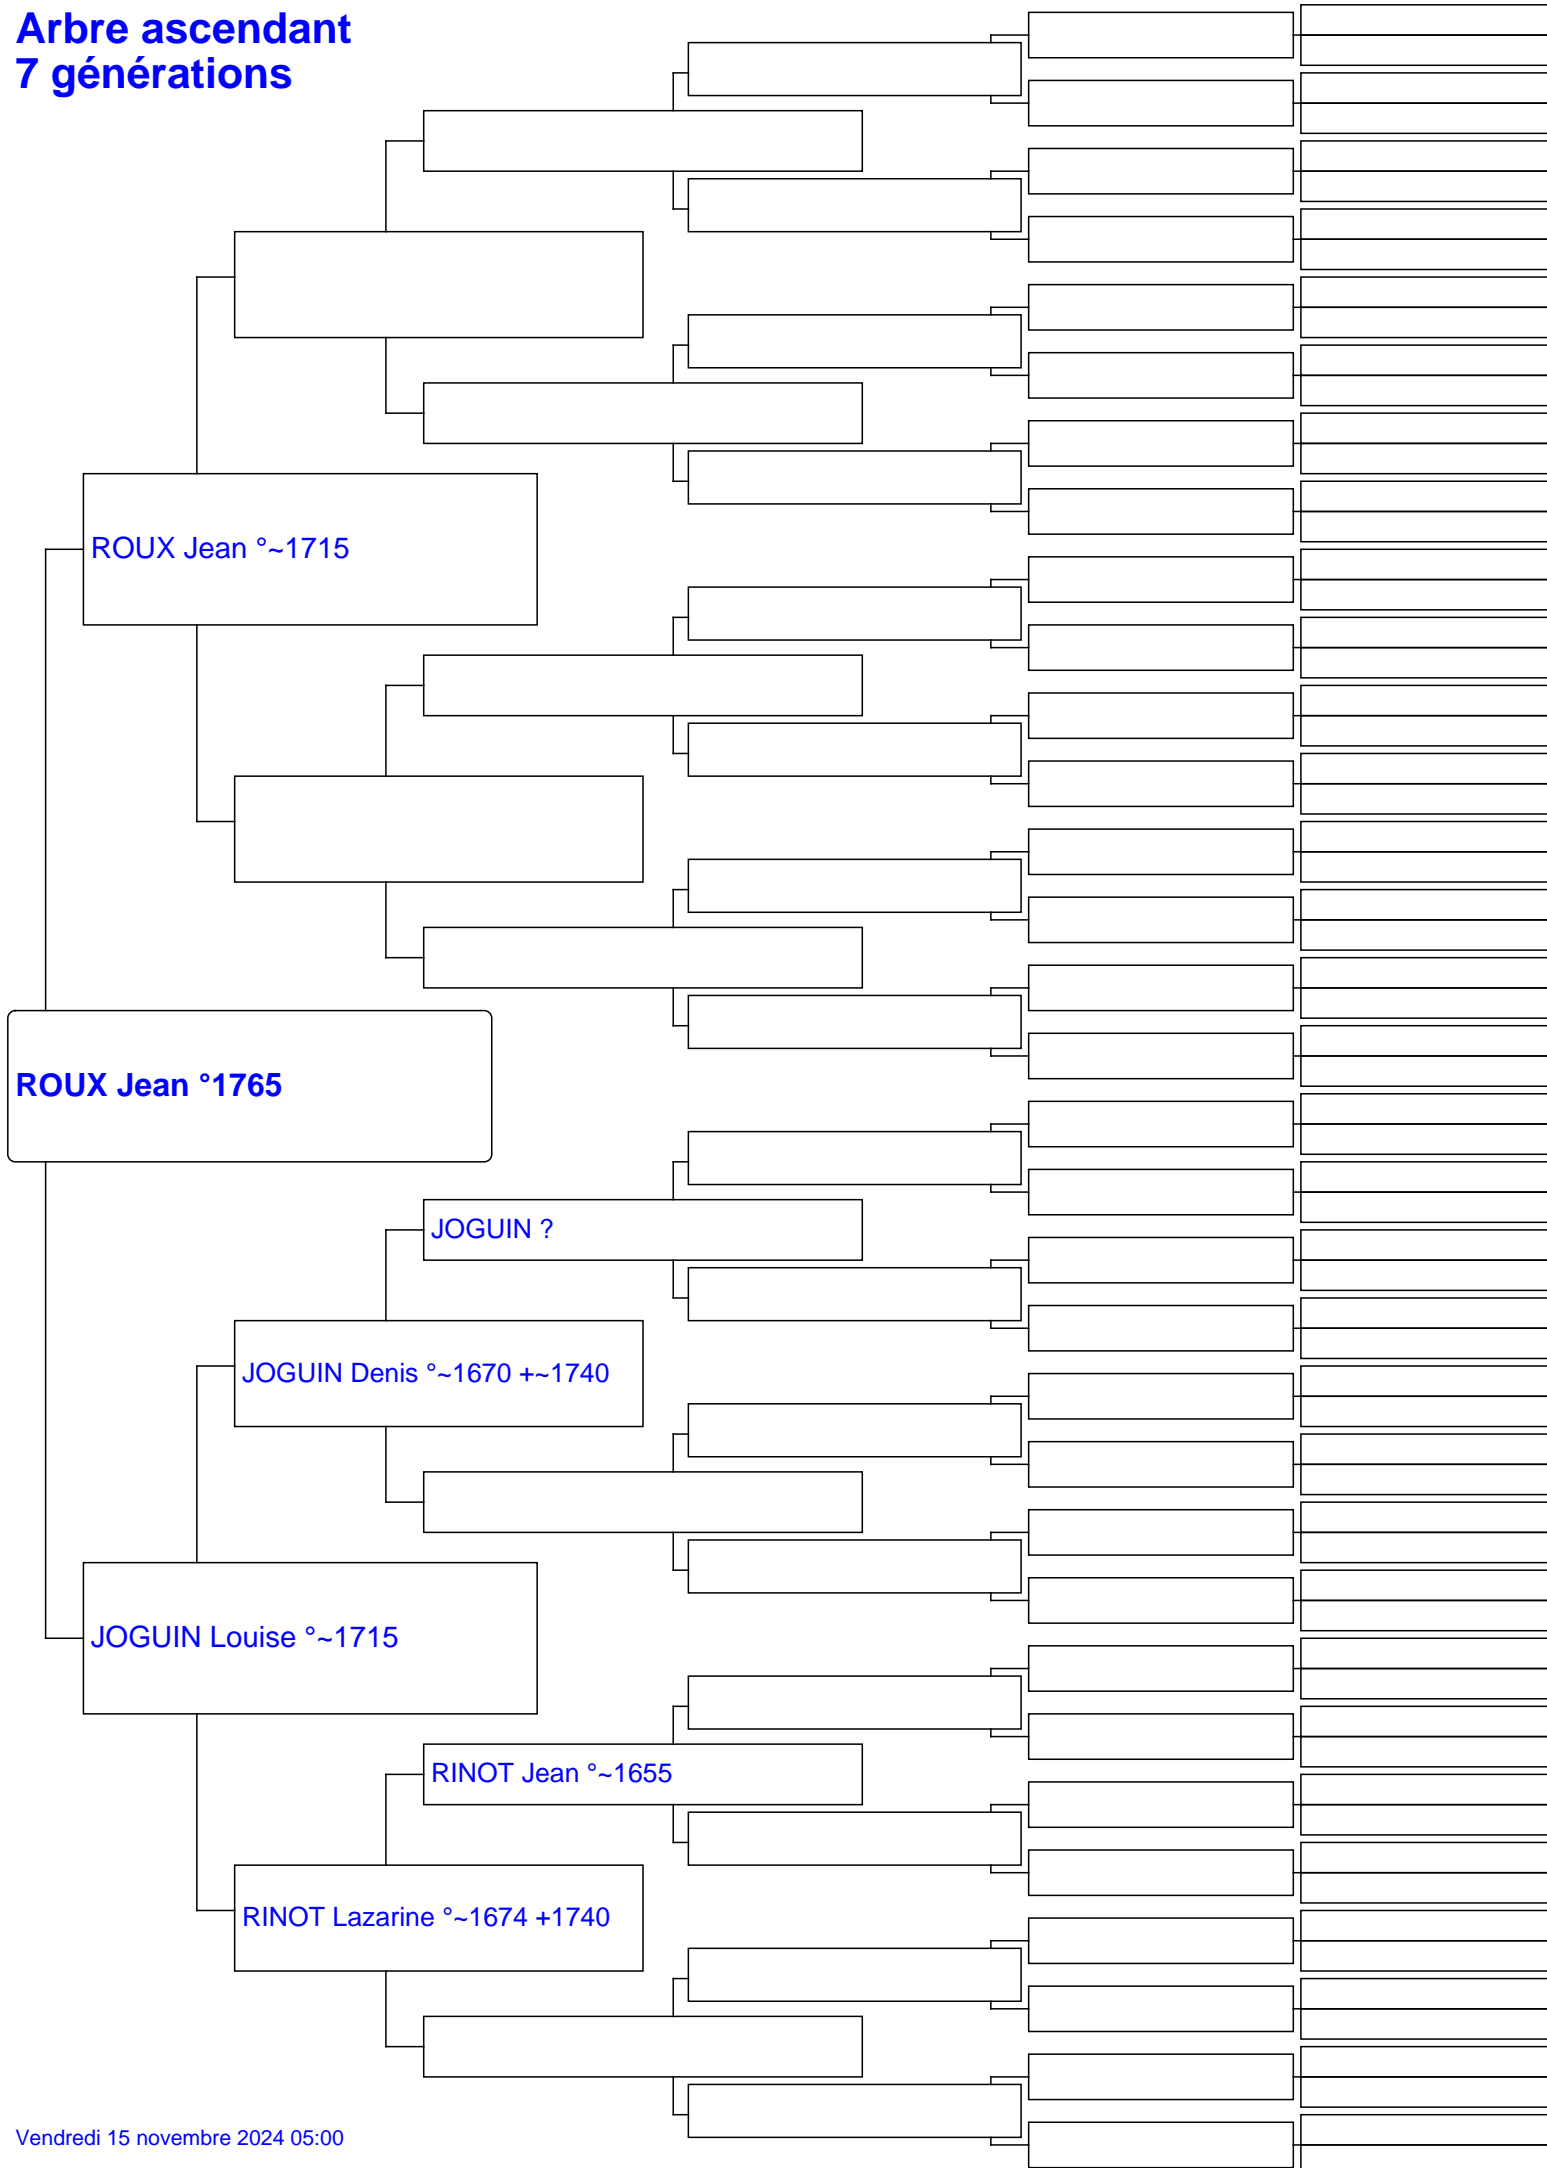 Arbre ascendant
7 générations
ROUX Jean °~1715
ROUX Jean °1765
JOGUIN ?
JOGUIN Denis °~1670 +~1740
JOGUIN Louise °~1715
RINOT Jean °~1655
RINOT Lazarine °~1674 +1740
Vendredi 15 novembre 2024 05:00